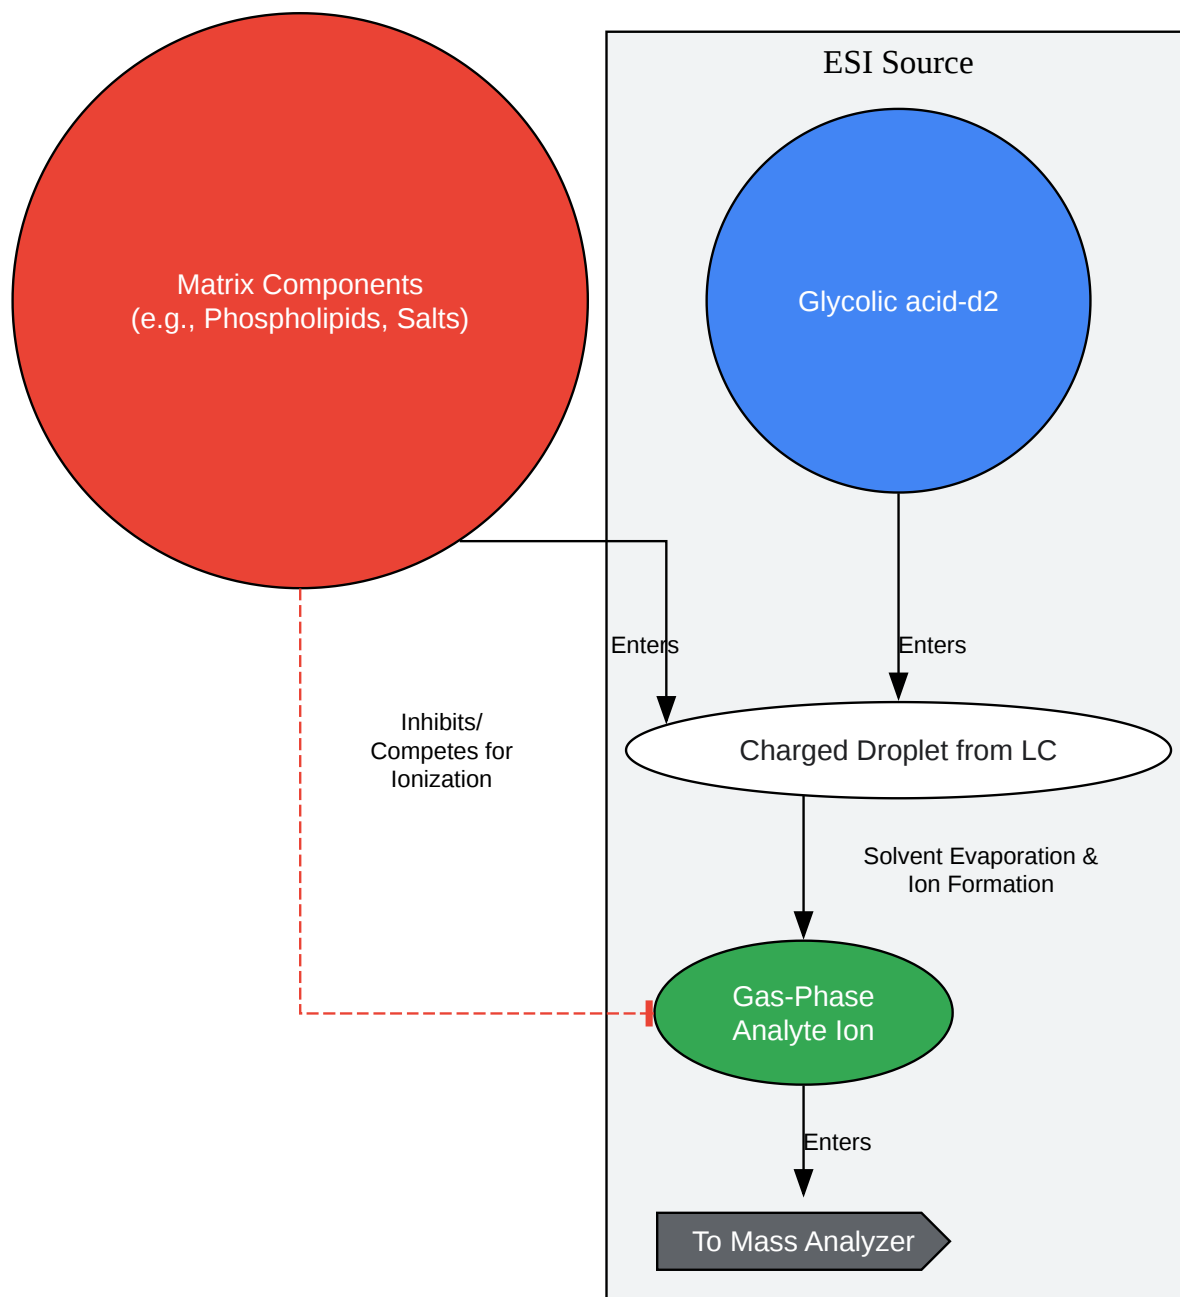 ESI Source
Matrix Components
(e.g., Phospholipids, Salts)
Glycolic acid-d2
Enters
Enters
Inhibits/
Competes for
Ionization
Charged Droplet from LC
Solvent Evaporation &
Ion Formation
Gas-Phase
Analyte Ion
Enters
To Mass Analyzer